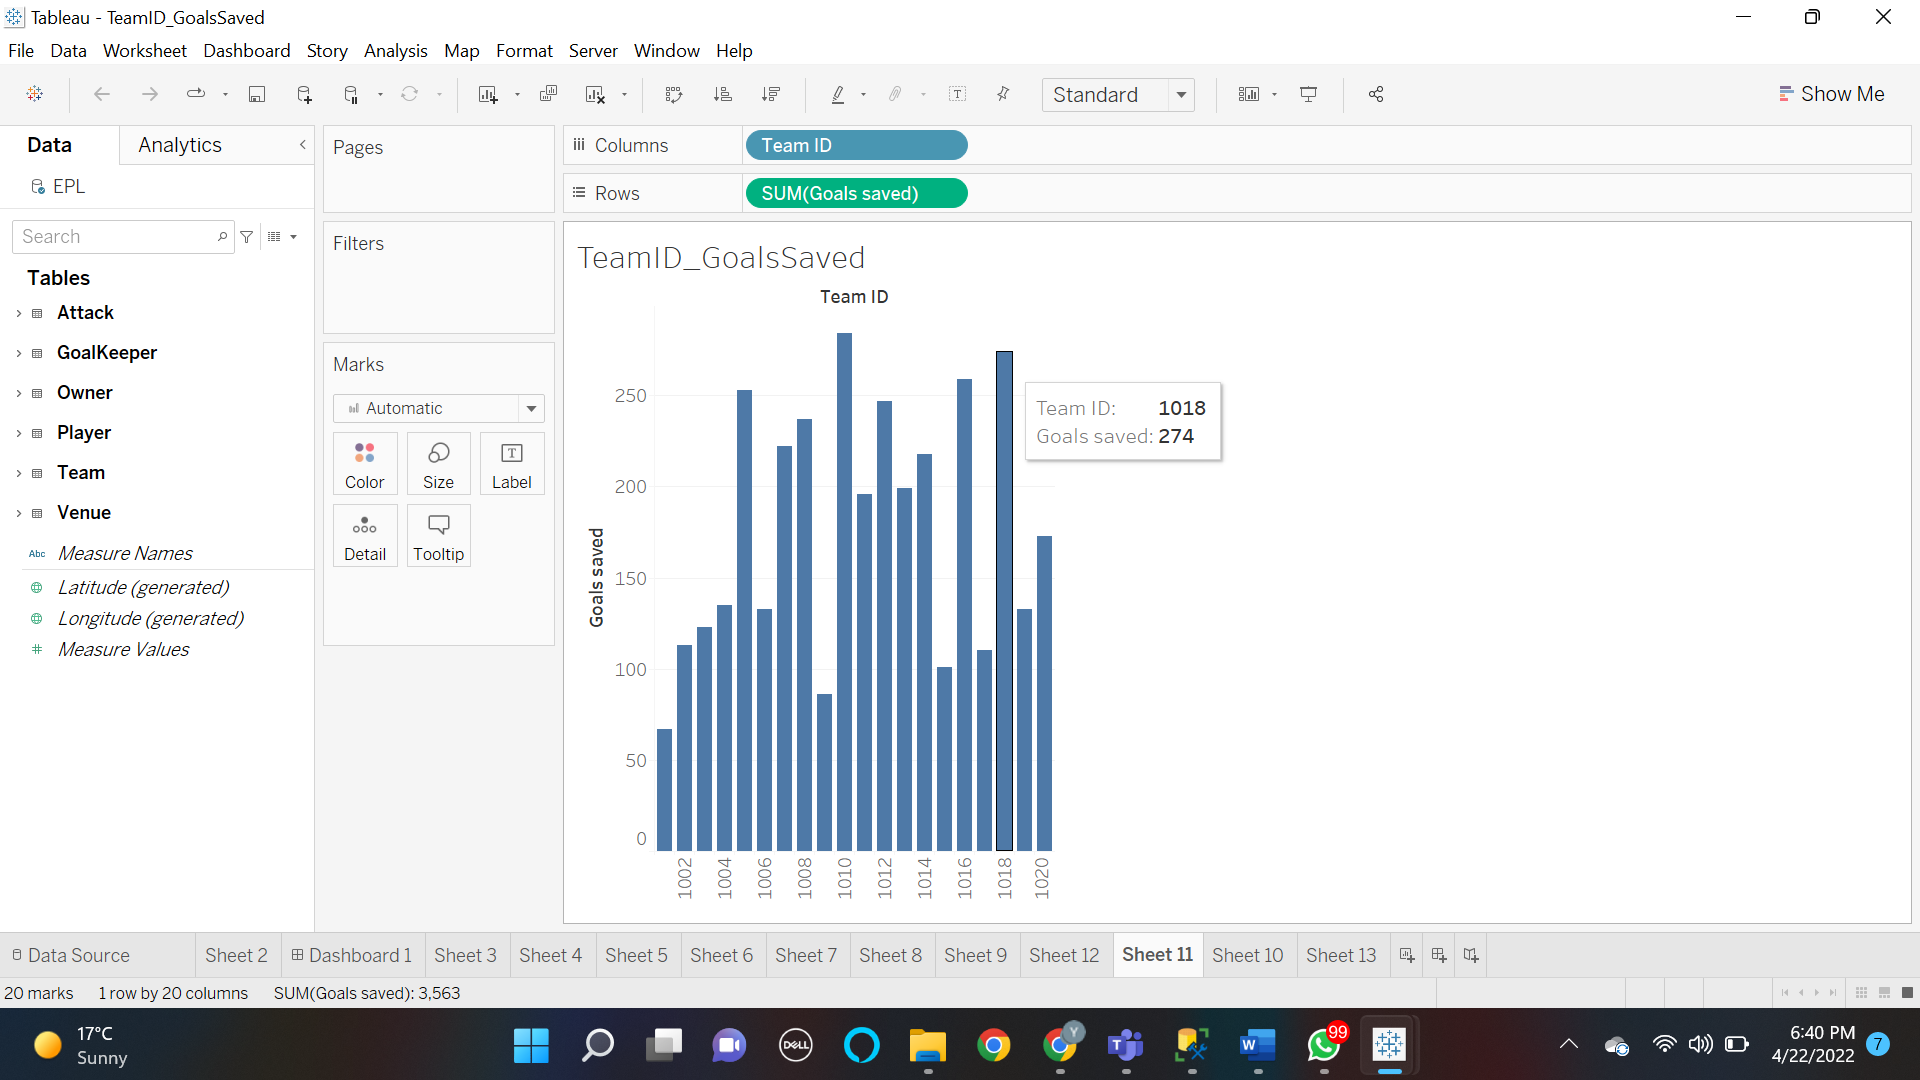 Tableau - TeamID_GoalsSaved
File Data Worksheet Dashboard Story Analysis Map Format Server Window Help
Standard
Show Me
Data Analytics
EPL
Search
Tables
Attack
GoalKeeper
Owner
Player
Team
Venue
Abc Measure Names
Latitude (generated)
Longitude (generated)
# Measure Values
Pages
Filters
Marks
Automatic
Color Size T Label
Detail Tooltip
Columns Team ID
Rows SUM(Goals saved)
TeamID_GoalsSaved
Team ID
Goals saved
250
200
150
100
50
0
1002 1004 1006 1008 1010 1012 1014 1016 1018 1020
Team ID: 1018
Goals saved: 274
Data Source Sheet 2 Dashboard 1 Sheet 3 Sheet 4 Sheet 5 Sheet 6 Sheet 7 Sheet 8 Sheet 9 Sheet 12 Sheet 11 Sheet 10 Sheet 13
20 marks 1 row by 20 columns SUM(Goals saved): 3,563
17°C
Sunny
DELL
Y
T
W
99
6:40 PM
4/22/2022
7